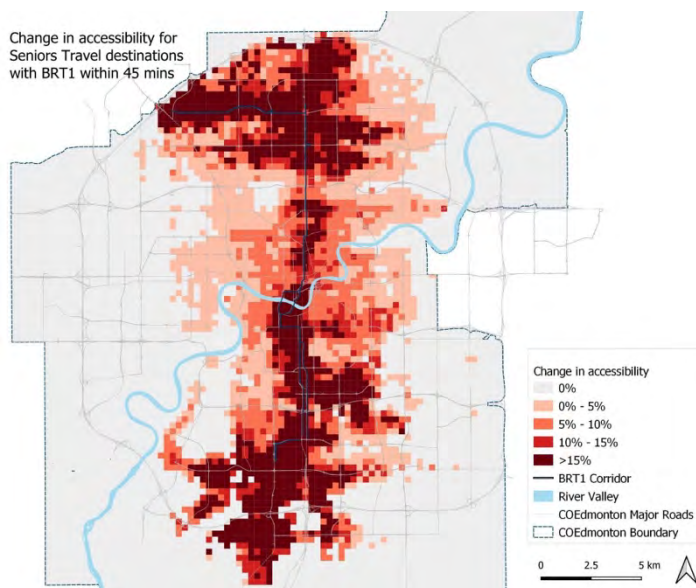 Change in accessibility for
Seniors Travel destinations
with BRT1 within 45 mins
Change in accessibility
0%
0% - 5%
5% - 10%
10% - 15%
>15%
BRT1 Corridor
River Valley
COEdmonton Major Roads
COEdmonton Boundary
0 2.5 5 km